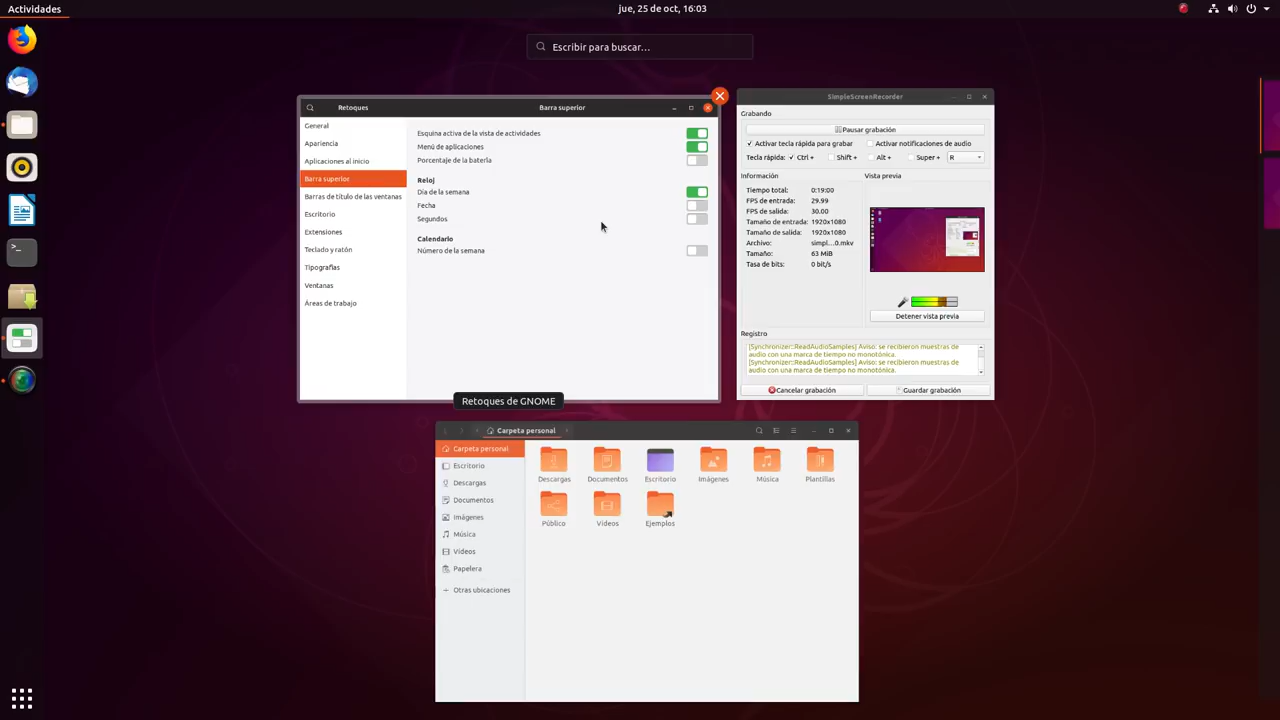 Actividades
jue, 25 de oct, 16:03
Escribir para buscar...
Retoques
Barra superior
General
Apariencia
Aplicaciones al inicio
Barra superior
Barras de título de las ventanas
Escritorio
Extensiones
Teclado y ratón
Tipografías
Ventanas
Áreas de trabajo
Esquina activa de la vista de actividades
Menú de aplicaciones
Porcentaje de la batería
Reloj
Día de la semana
Fecha
Segundos
Calendario
Número de la semana
Retoques de GNOME
SimpleScreenRecorder
Grabando
Pausar grabación
Activar tecla rápida para grabar
Activar notificaciones de audio
Tecla rápida: Ctrl + Shift + Alt + Super + R
Información
Tiempo total: 0:19:00
FPS de entrada: 29.99
FPS de salida: 30.00
Tamaño de entrada: 1920x1080
Tamaño de salida: 1920x1080
Archivo: simpl...0.mkv
Tamaño: 63 MiB
Tasa de bits: 0 bit/s
Vista previa
Detener vista previa
Registro
[Synchronizer::ReadAudioSamples] Aviso: se recibieron muestras de
audio con una marca de tiempo no monotónica.
[Synchronizer::ReadAudioSamples] Aviso: se recibieron muestras de
audio con una marca de tiempo no monotónica.
Cancelar grabación
Guardar grabación
Carpeta personal
Carpeta personal
Escritorio
Descargas
Documentos
Imágenes
Música
Vídeos
Papelera
Otras ubicaciones
Descargas
Documentos
Escritorio
Imágenes
Música
Plantillas
Público
Vídeos
Ejemplos